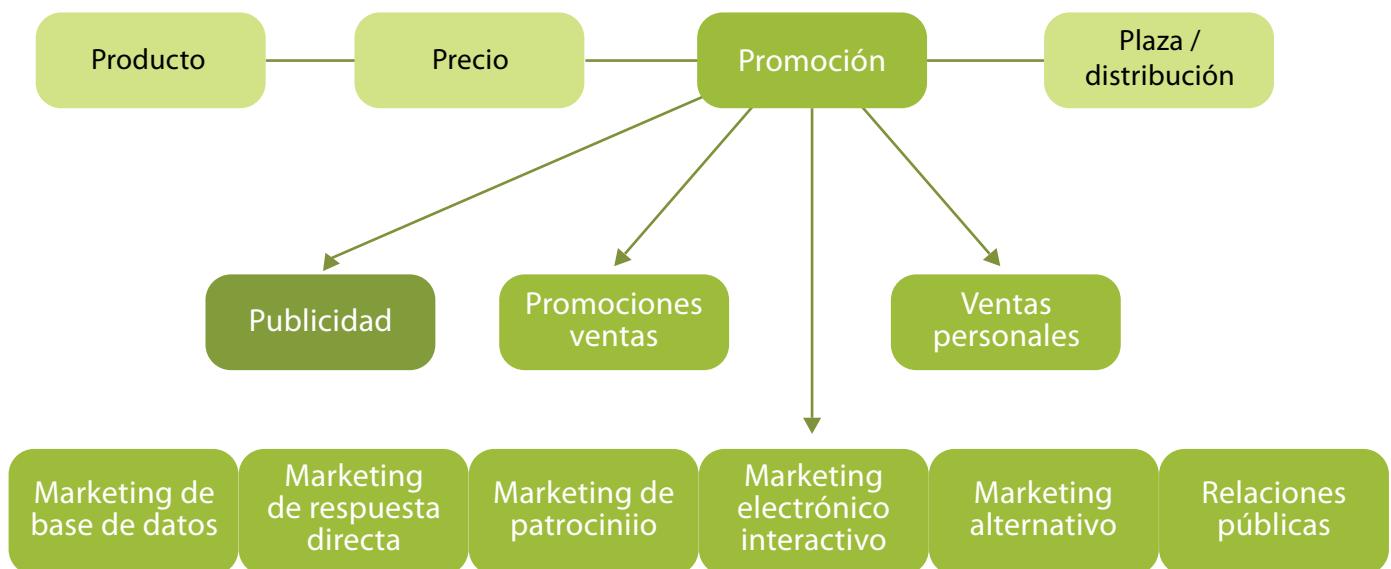 Producto
Precio
Promoción
Plaza /
distribución
Publicidad
Promociones
ventas
Ventas
personales
Marketing de
base de datos
Marketing
de respuesta
directa
Marketing de
patrociniio
Marketing
electrónico
interactivo
Marketing
alternativo
Relaciones
públicas